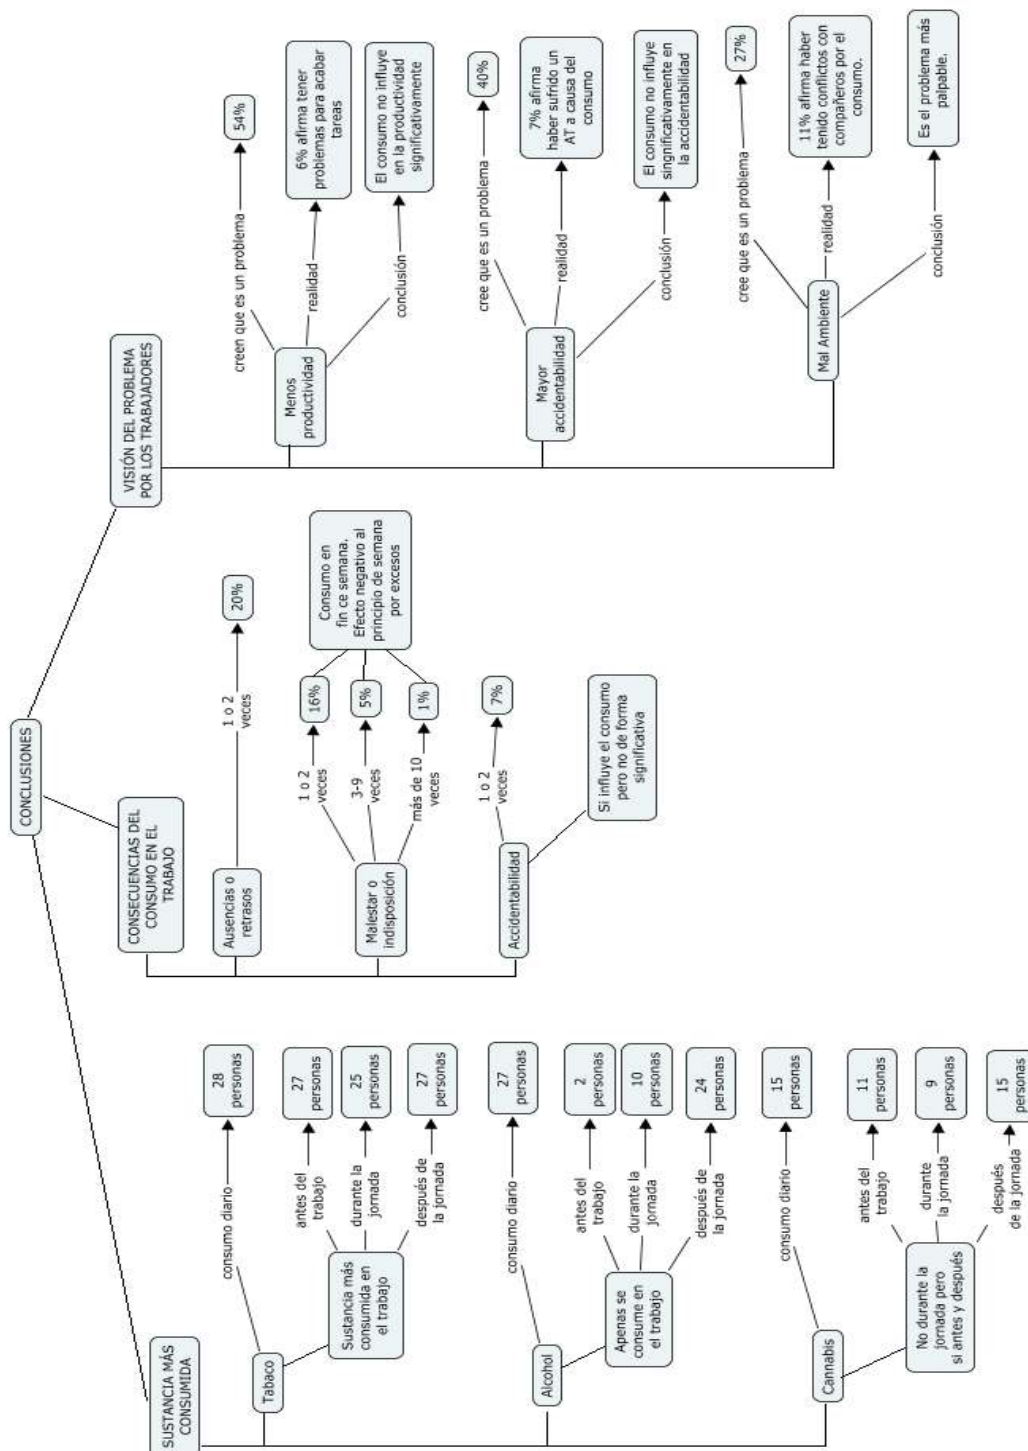 CONCLUSIONES
SUSTANCIA MÁS
CONSUMIDA
Tabaco
consumo diario
28
personas
Sustancia más
consumida en
el trabajo
antes del
trabajo
27
personas
durante la
jornada
25
personas
después de
la jornada
27
personas
Alcohol
consumo diario
27
personas
Apenas se
consume en
el trabajo
antes del
trabajo
2
personas
durante la
jornada
10
personas
después de
la jornada
24
personas
Cannabis
consumo diario
15
personas
No durante la
jornada pero
si antes y después
antes del
trabajo
11
personas
durante
la jornada
9
personas
después
de la jornada
15
personas
CONSECUENCIAS DEL
CONSUMO EN EL
TRABAJO
Ausencias o
retrasos
1 o 2
veces
20%
Malestar o
indisposición
1 o 2
veces
16%
3-9
veces
5%
más de 10
veces
1%
Consumo en
fin ce semana.
Efecto negativo al
principio de semana
por excesos
Accidentabilidad
1 o 2
veces
7%
Si influye el consumo
pero no de forma
significativa
VISIÓN DEL PROBLEMA
POR LOS TRABAJADORES
Menos
productividad
creen que es un problema
54%
realidad
6% afirma tener
problemas para acabar
tareas
conclusión
El consumo no influye
en la productividad
significativamente
Mayor
accidentabilidad
cree que es un problema
40%
realidad
7% afirma
haber sufrido un
AT a causa del
consumo
conclusión
El consumo no influye
singnificativamente en
la accidentabilidad
Mal Ambiente
cree que es un problema
27%
realidad
11% afirma haber
tenido conflictos con
compañeros por el
consumo.
conclusión
Es el problema más
palpable.